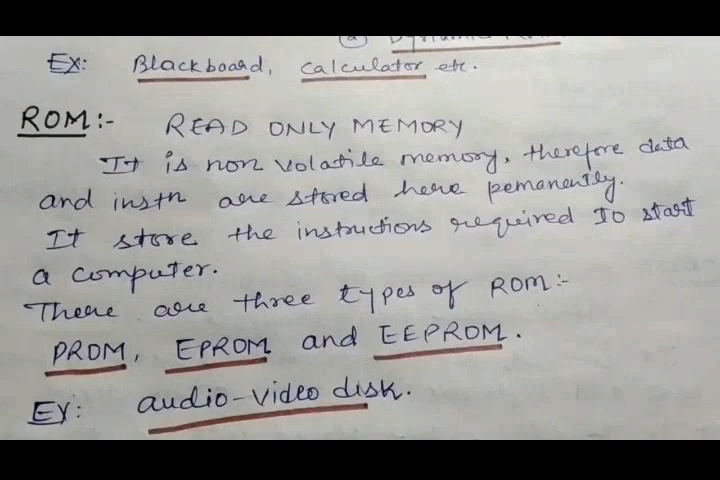 Ex: Blackboard, Calculator etc.
ROM:- READ ONLY MEMORY
It is non volatile memory, therefore data
and instn are stored here pemanently.
It store the instructions required to start
a computer.
There are three types of ROM:-
PROM, EPROM and EEPROM.
Ex: audio-video disk.